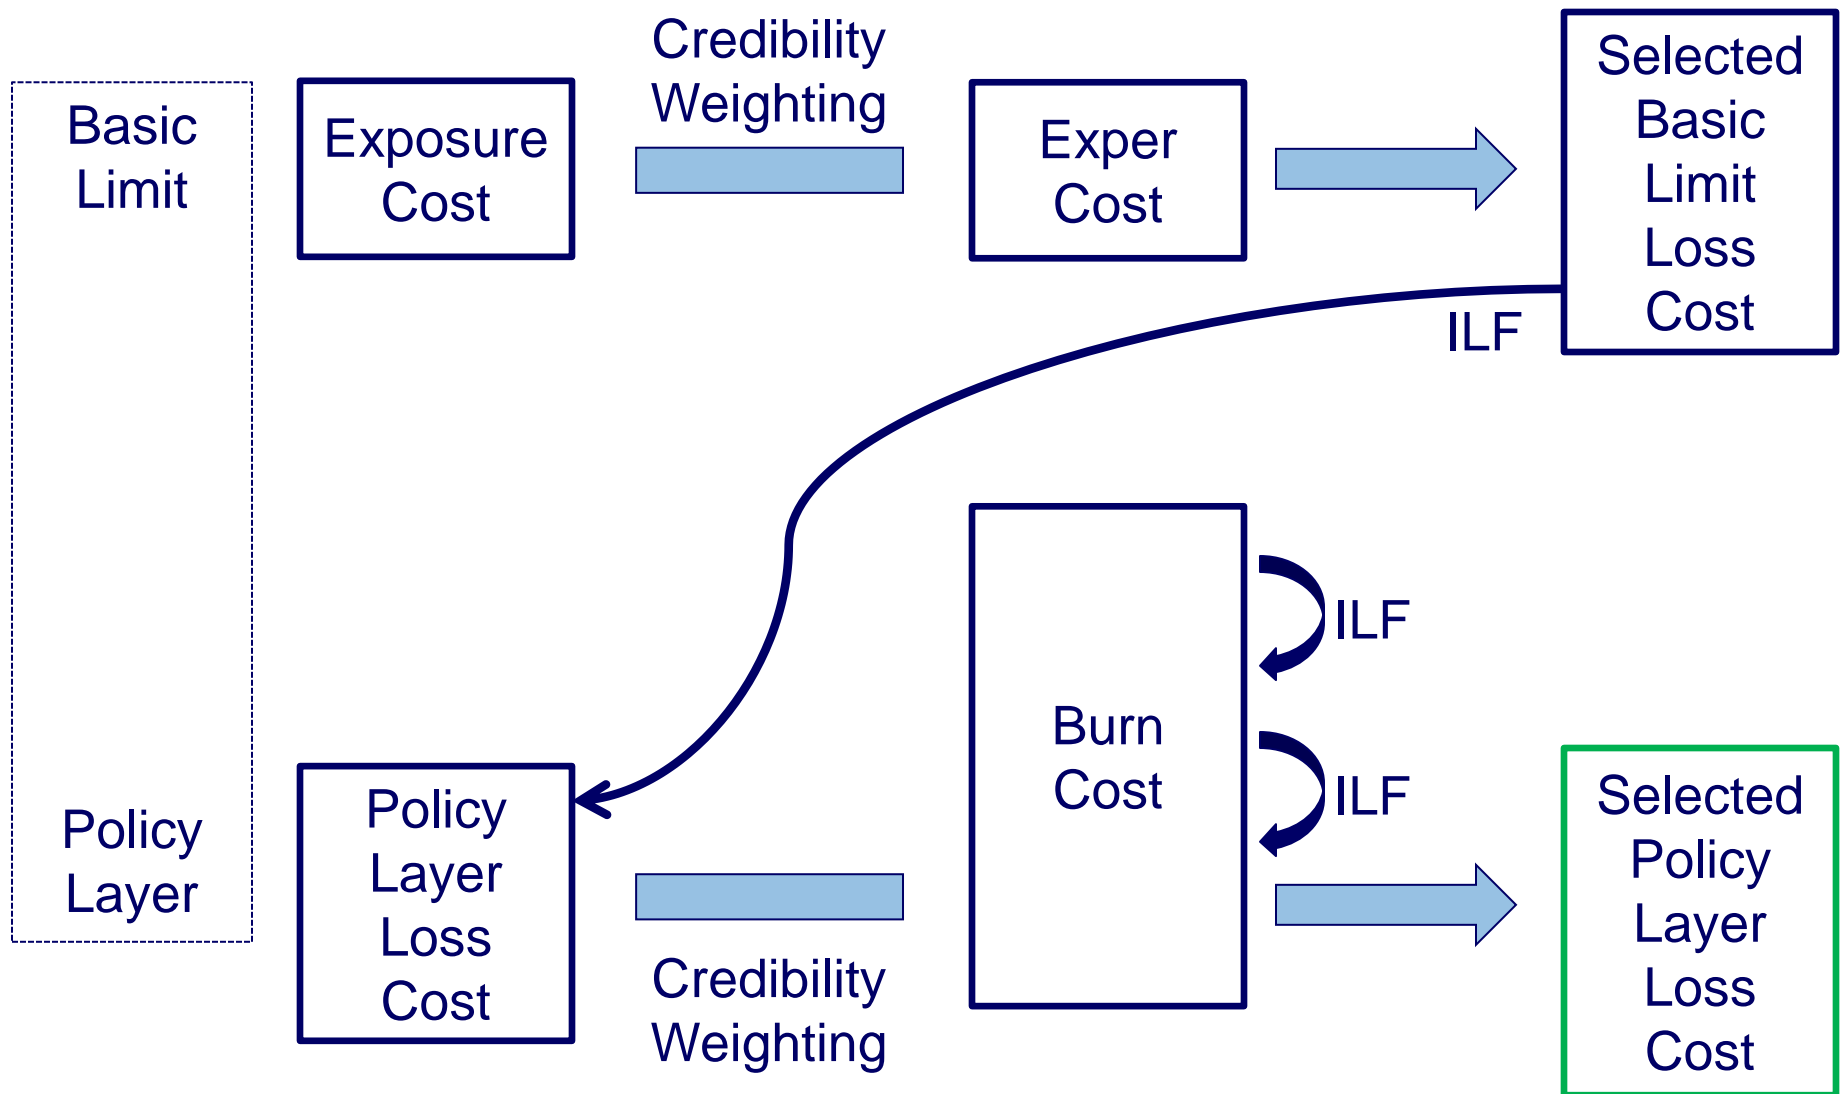 Basic
Limit
Exposure
Cost
Credibility
Weighting
Exper
Cost
Selected
Basic
Limit
Loss
Cost
ILF
Policy
Layer
Policy
Layer
Loss
Cost
Credibility
Weighting
Burn
Cost
ILF
ILF
Selected
Policy
Layer
Loss
Cost